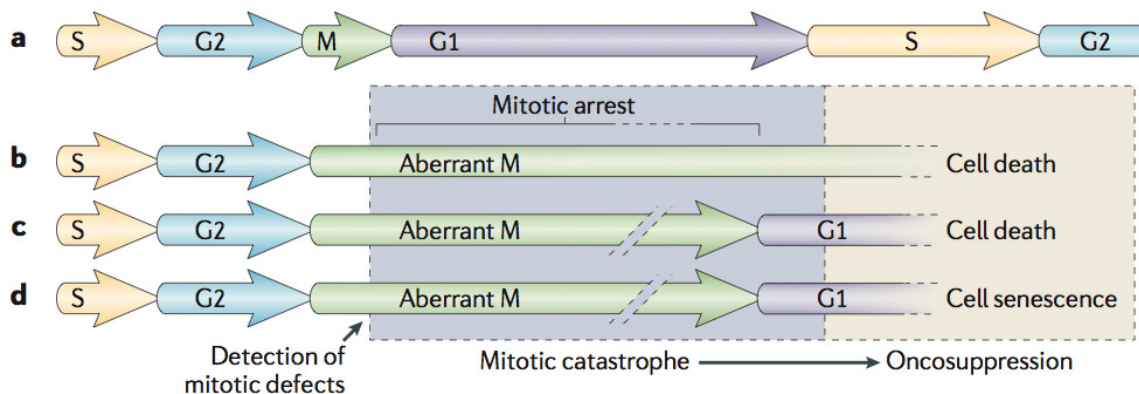 a S G2 M G1 S G2
Mitotic arrest
b S G2 Aberrant M Cell death
c S G2 Aberrant M G1 Cell death
d S G2 Aberrant M G1 Cell senescence
Detection of
mitotic defects
Mitotic catastrophe Oncosuppression